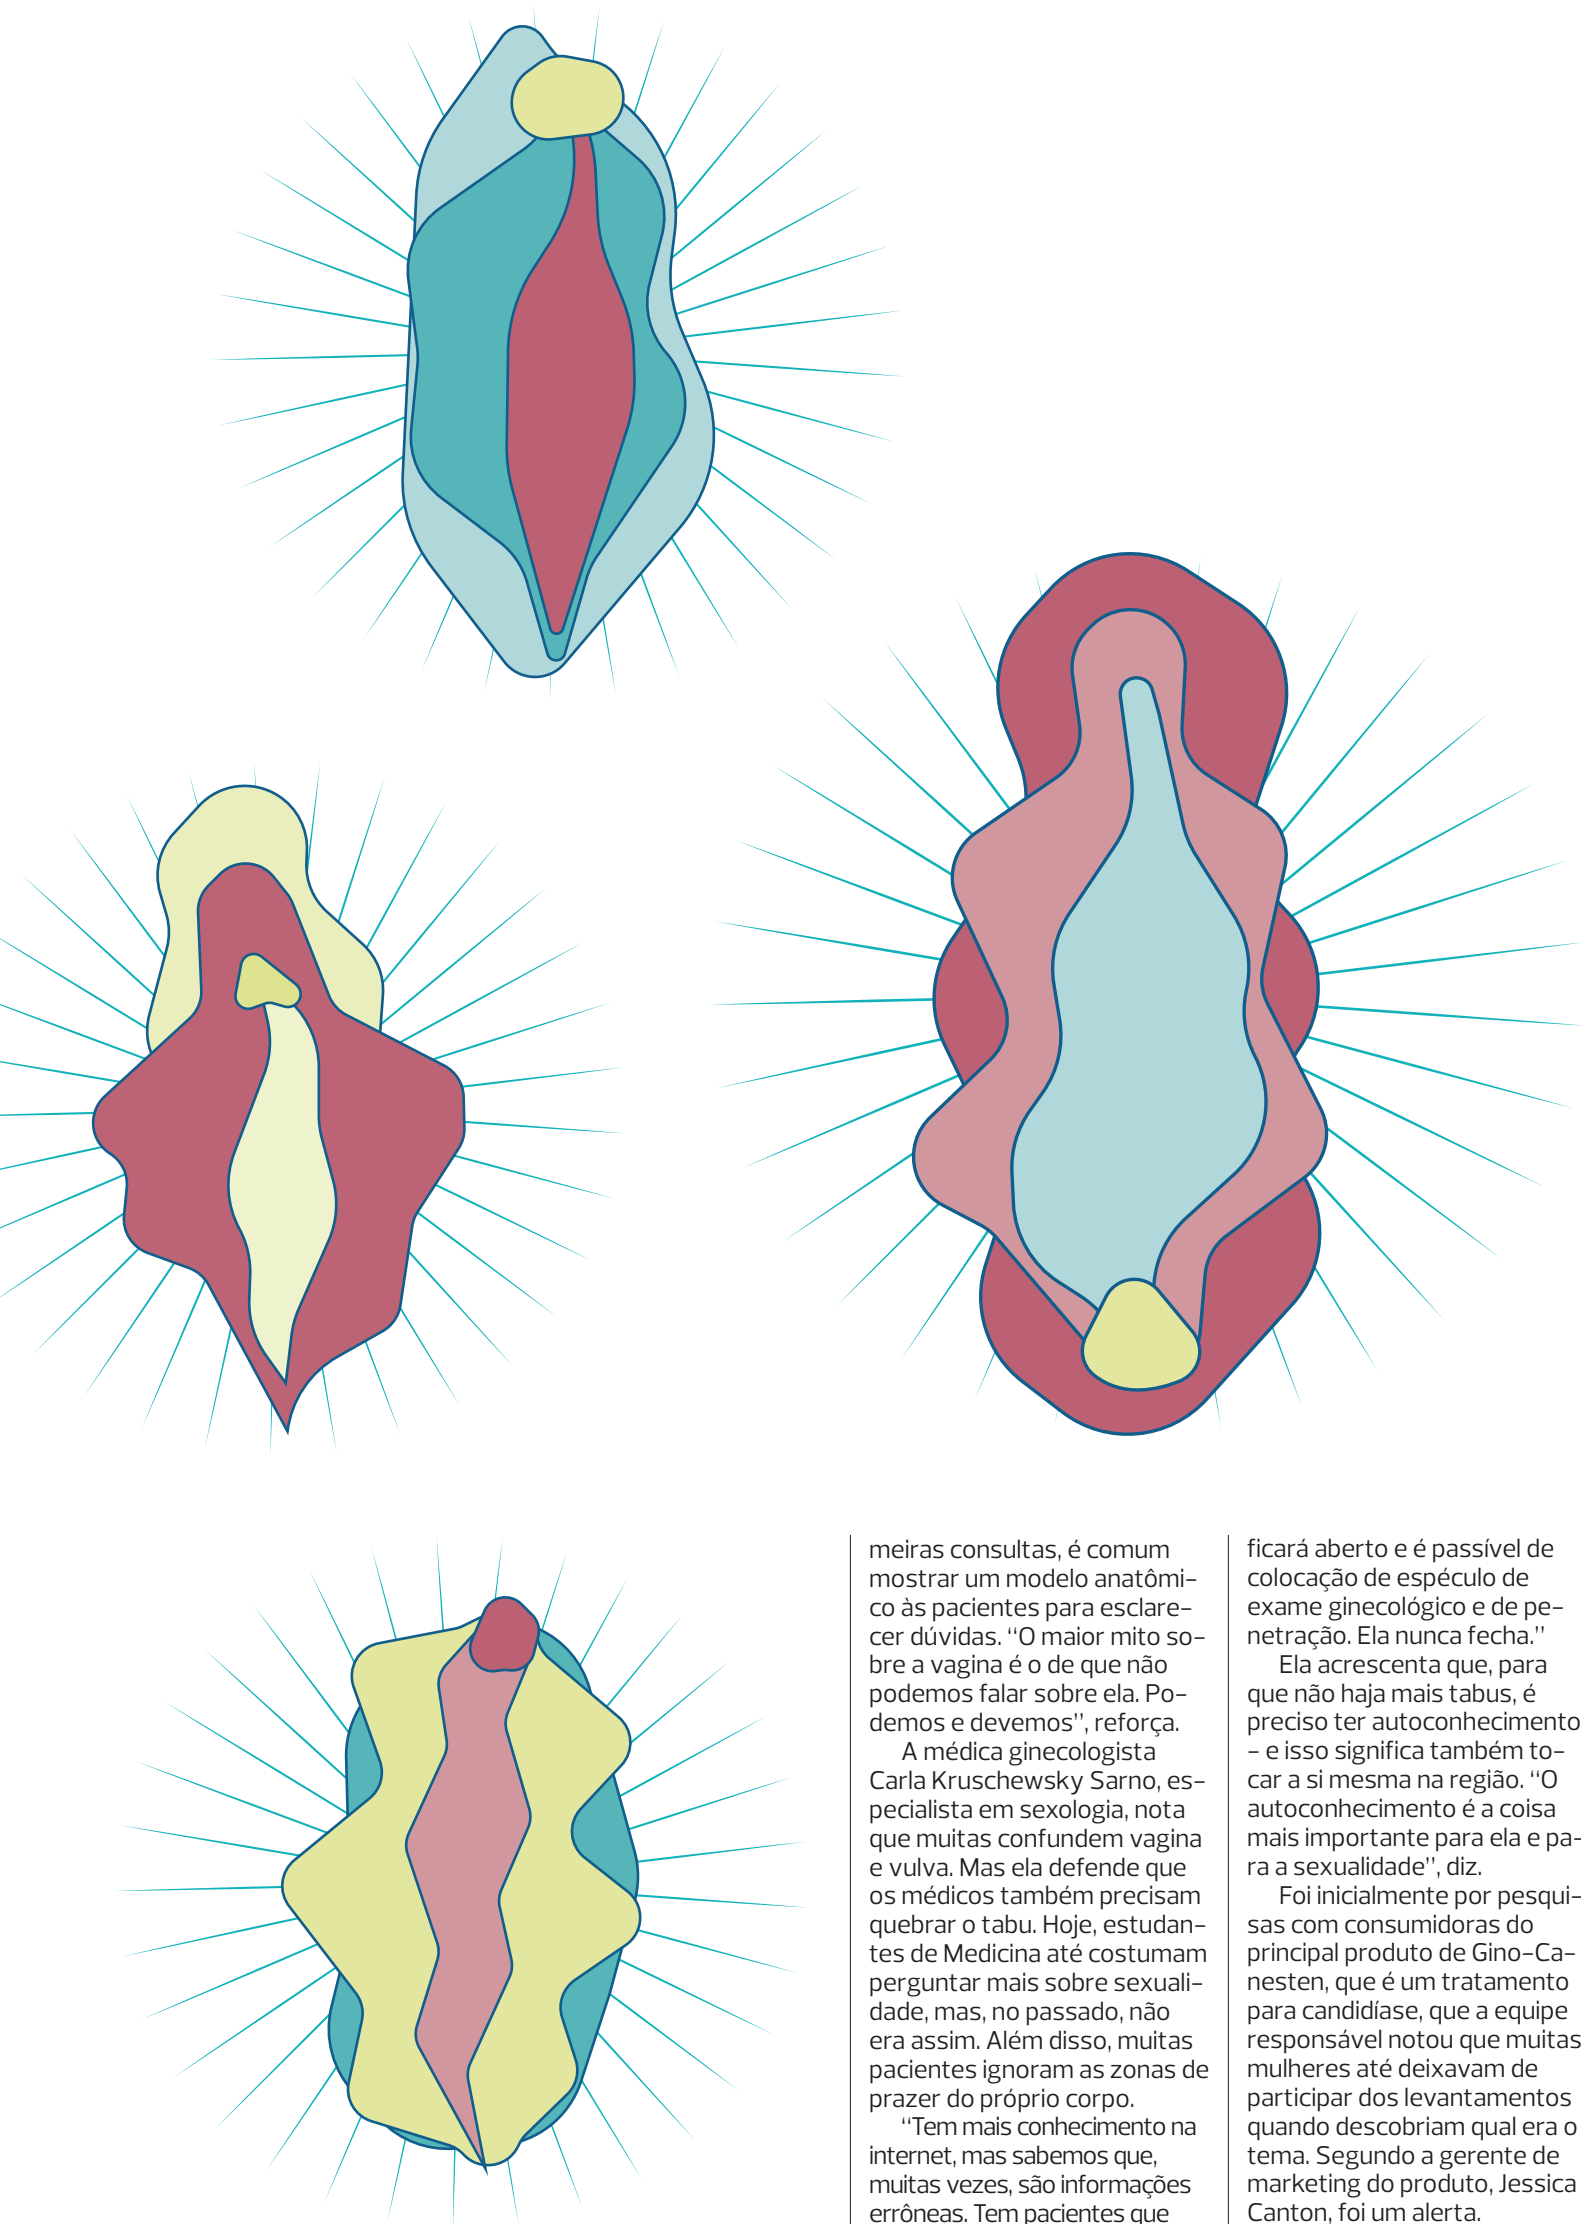 meiras consultas, é comum
mostrar um modelo anatômi-
co às pacientes para esclare-
cer dúvidas. “O maior mito so-
bre a vagina é o de que não
podemos falar sobre ela. Po-
demos e devemos”, reforça.
A médica ginecologista
Carla Kruschewsky Sarno, es-
pecialista em sexologia, nota
que muitas confundem vagina
e vulva. Mas ela defende que
os médicos também precisam
quebrar o tabu. Hoje, estudan-
tes de Medicina até costumam
perguntar mais sobre sexuali-
dade, mas, no passado, não
era assim. Além disso, muitas
pacientes ignoram as zonas de
prazer do próprio corpo.
“Tem mais conhecimento na
internet, mas sabemos que,
muitas vezes, são informações
errôneas. Tem pacientes que
ficará aberto e é passível de
colocação de espéculo de
exame ginecológico e de pe-
netração. Ela nunca fecha.”
Ela acrescenta que, para
que não haja mais tabus, é
preciso ter autoconhecimento
- e isso significa também to-
car a si mesma na região. “O
autoconhecimento é a coisa
mais importante para ela e pa-
ra a sexualidade”, diz.
Foi inicialmente por pesqui-
sas com consumidoras do
principal produto de Gino-Ca-
nesten, que é um tratamento
para candidíase, que a equipe
responsável notou que muitas
mulheres até deixavam de
participar dos levantamentos
quando descobriam qual era o
tema. Segundo a gerente de
marketing do produto, Jessica
Canton, foi um alerta.